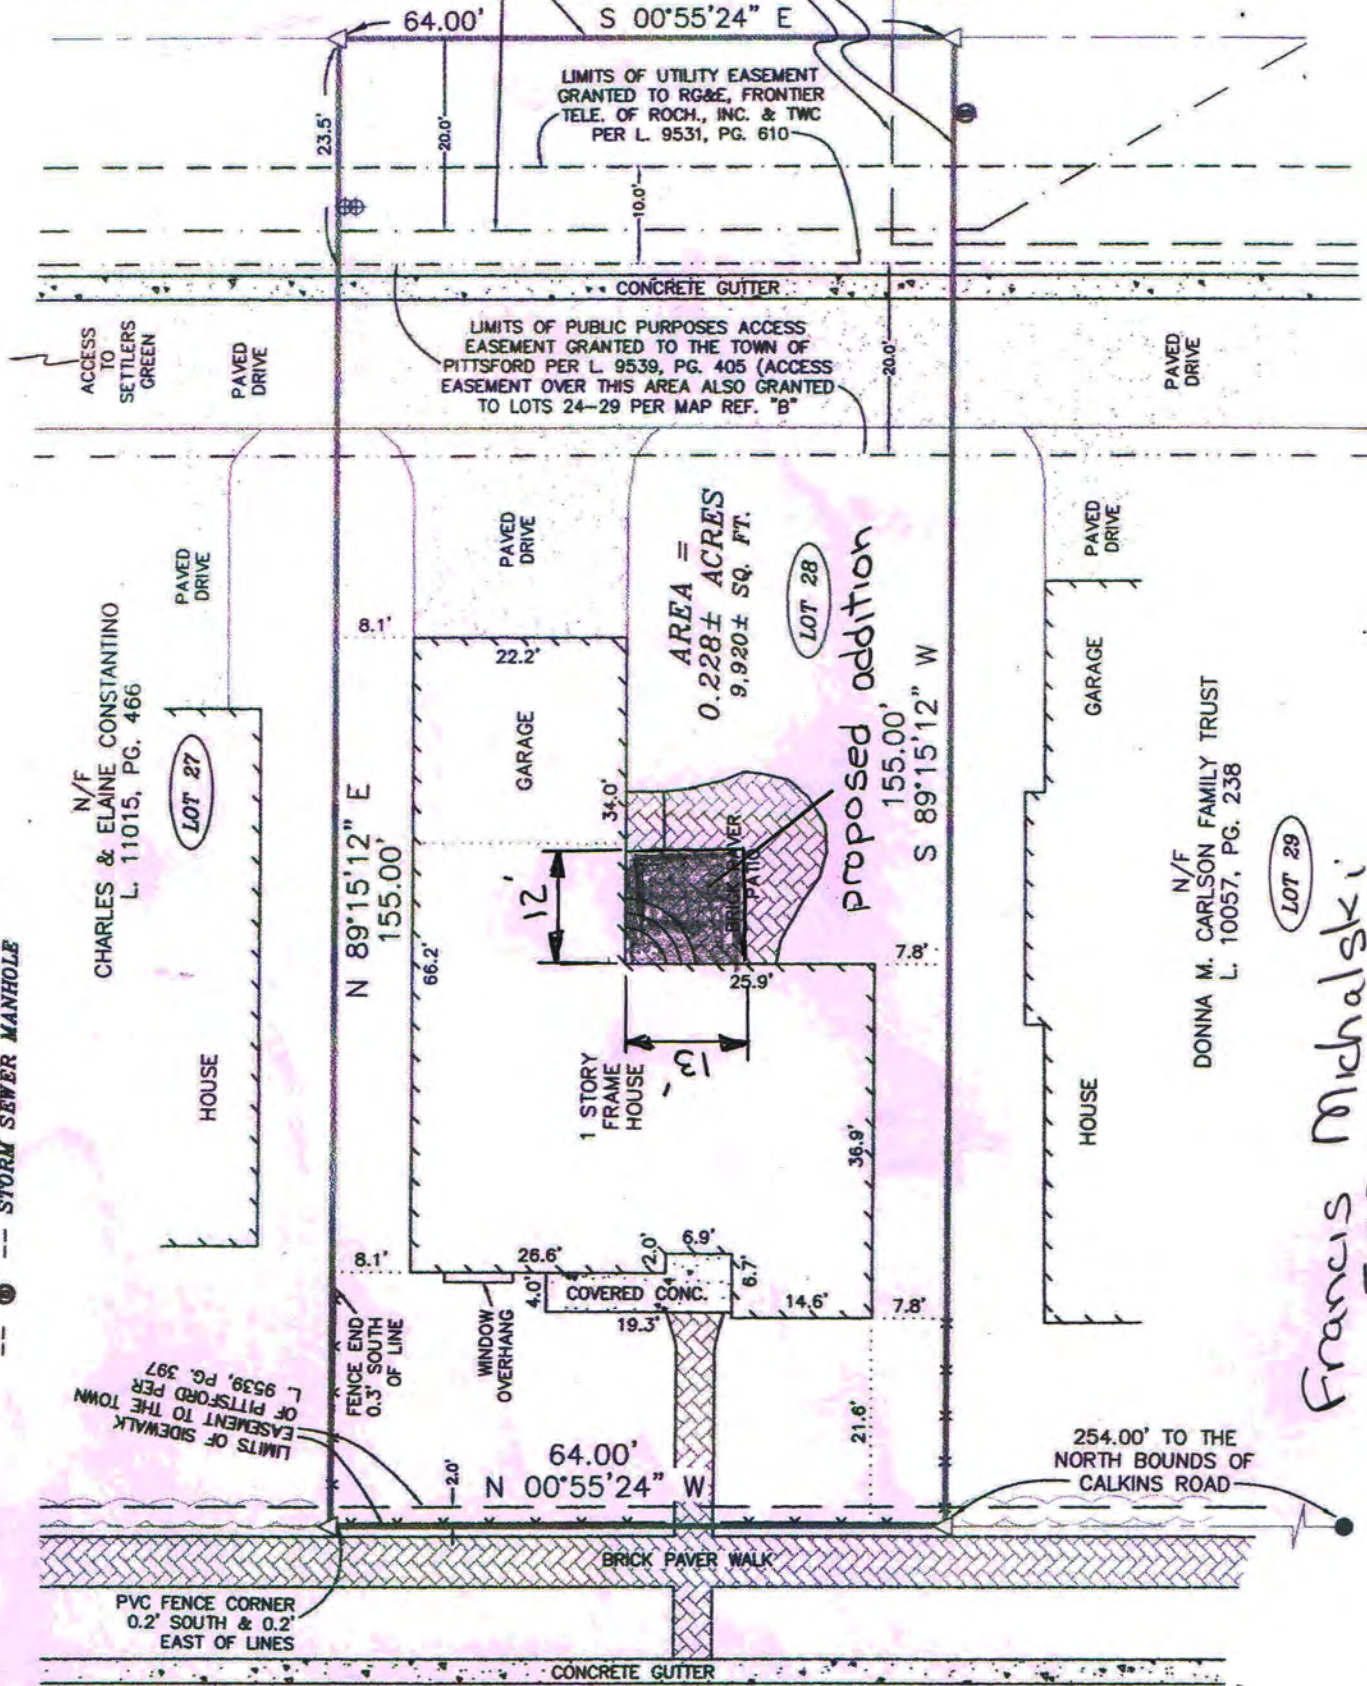 64.00'
S 00°55'24" E
23.5'
20.0'
LIMITS OF UTILITY EASEMENT
GRANTED TO RG&E, FRONTIER
TELE. OF ROCH., INC. & TWC
PER L. 9531, PG. 610
10.0'
CONCRETE GUTTER
ACCESS
TO
SETTLERS
GREEN
PAVED
DRIVE
LIMITS OF PUBLIC PURPOSES ACCESS
EASEMENT GRANTED TO THE TOWN OF
PITTSFORD PER L. 9539, PG. 405 (ACCESS
EASEMENT OVER THIS AREA ALSO GRANTED
TO LOTS 24-29 PER MAP REF. "B"
20.0'
PAVED
DRIVE
PAVED
DRIVE
PAVED
DRIVE
AREA =
0.228± ACRES
9,920± SQ. FT.
LOT 28
proposed addition
PAVED
DRIVE
N/F
CHARLES & ELAINE CONSTANTINO
L. 11015, PG. 466
LOT 27
8.1'
22.2'
GARAGE
34.0'
N 89°15'12" E
155.00'
66.2'
12'
BRICK PAVER
PATIO
155.00'
S 89°15'12" W
GARAGE
N/F
DONNA M. CARLSON FAMILY TRUST
L. 10057, PG. 238
LOT 29
7.8'
25.9'
13'
1 STORY
FRAME
HOUSE
36.9'
HOUSE
HOUSE
-- STORM SEWER MANHOLE
Francis Michalski
8.1'
26.6'
2.0'
6.9'
6.7'
4.0'
COVERED CONC.
14.6'
7.8'
19.3'
WINDOW
OVERHANG
FENCE END
0.3' SOUTH
OF LINE
LIMITS OF SIDEWALK
EASEMENT TO THE TOWN
OF PITTSFORD PER
L. 9539, PG. 397
21.6'
64.00'
N 00°55'24" W
2.0'
254.00' TO THE
NORTH BOUNDS OF
CALKINS ROAD
BRICK PAVER WALK
PVC FENCE CORNER
0.2' SOUTH & 0.2'
EAST OF LINES
CONCRETE GUTTER